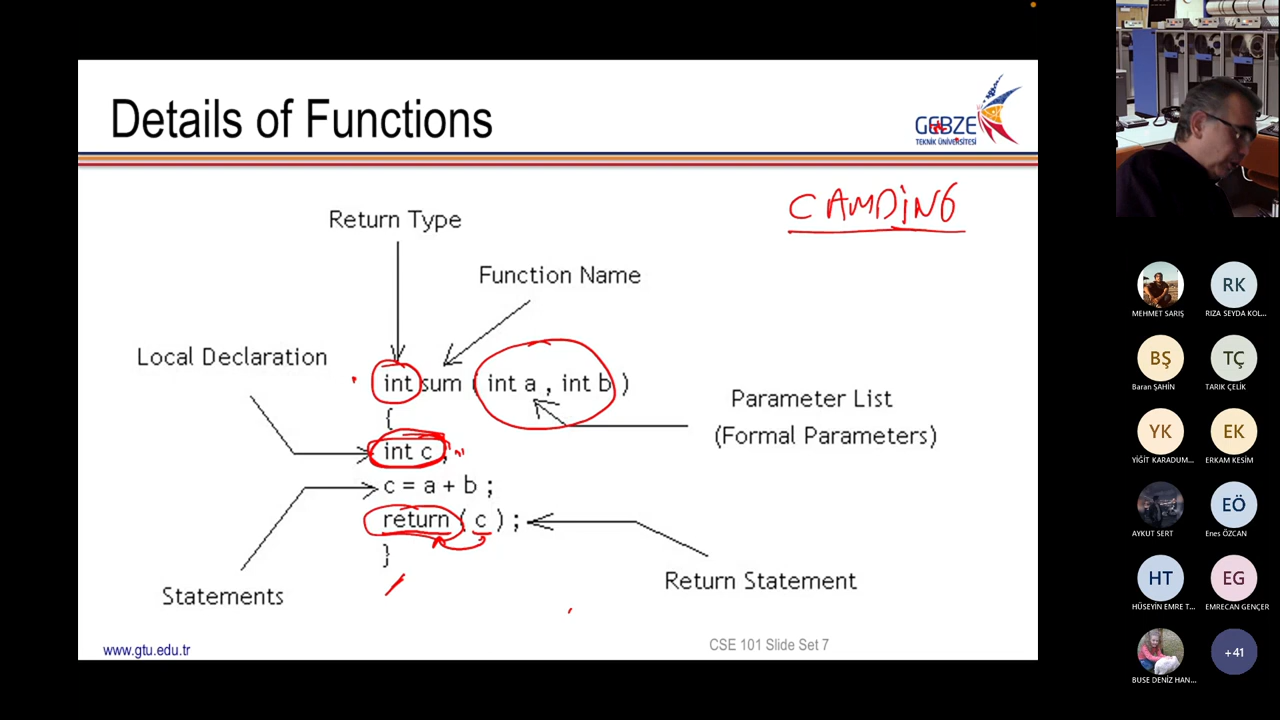 Details of Functions
GEBZE
TEKNİK ÜNİVERSİTESİ
CAMDiNG
Return Type
Function Name
Local Declaration
int sum ( int a , int b )
{
Parameter List
(Formal Parameters)
int c ;
c = a + b ;
return ( c ) ;
}
Return Statement
Statements
www.gtu.edu.tr
CSE 101 Slide Set 7
MEHMET SARIŞ
RK
RIZA SEYDA KOL...
BŞ
Baran ŞAHİN
TÇ
TARIK ÇELİK
YK
YİĞİT KARADUM...
EK
ERKAM KESİM
AYKUT SERT
EÖ
Enes ÖZCAN
HT
HÜSEYİN EMRE T...
EG
EMRECAN GENÇER
BUSE DENİZ HAN...
+41